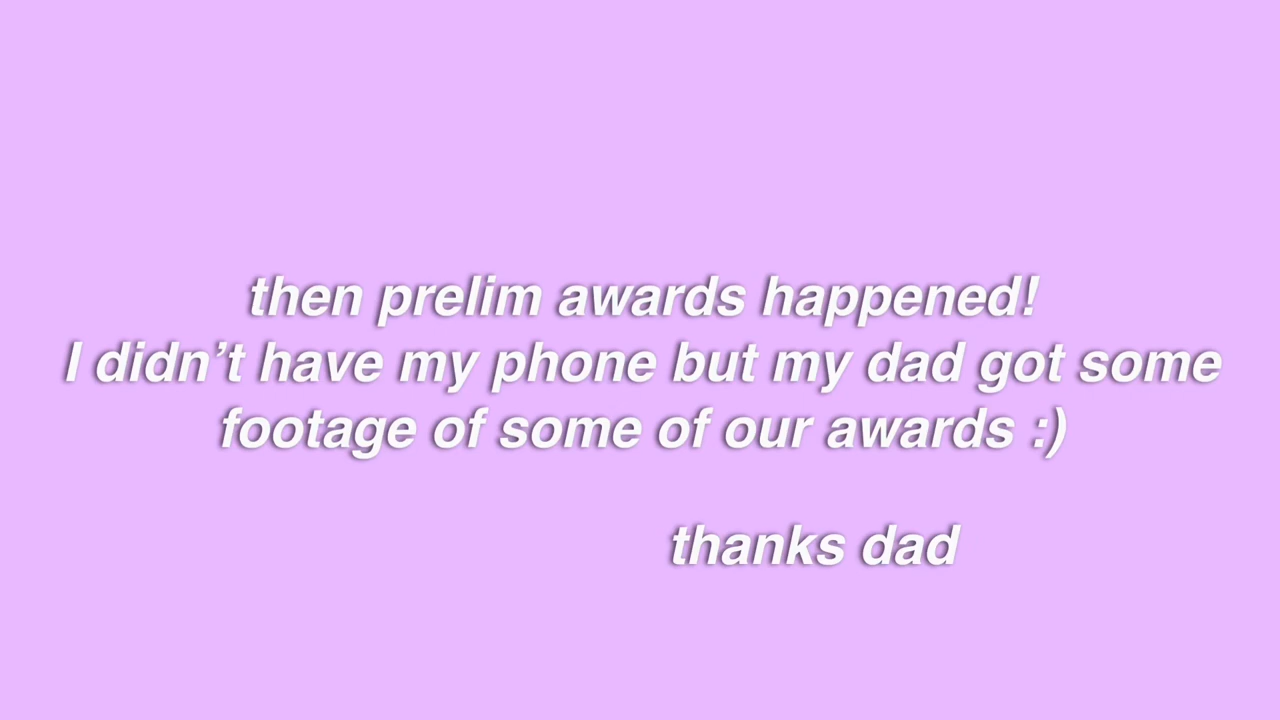 then prelim awards happened!
I didn’t have my phone but my dad got some
footage of some of our awards :)
thanks dad